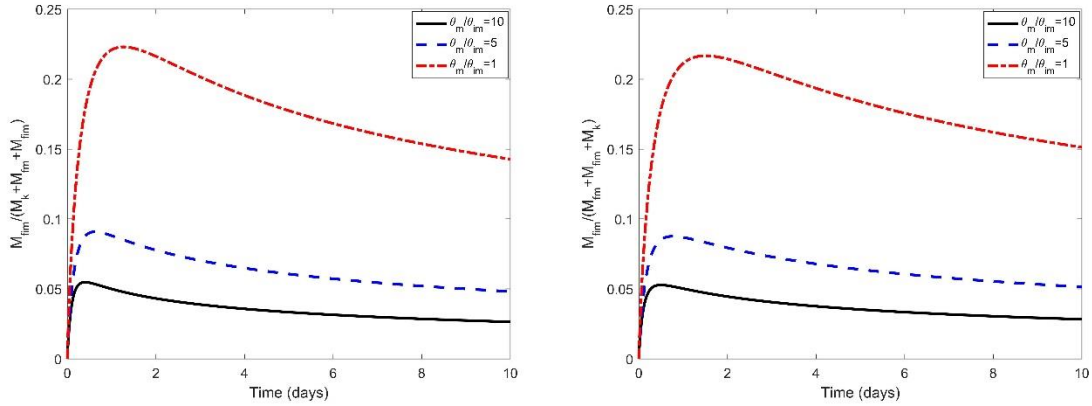 0.25
0.2
0.15
0.1
0.05
0
M_fim/(M_k+M_fm+M_fim)
θ_m/θ_im=10
θ_m/θ_im=5
θ_m/θ_im=1
0 2 4 6 8 10
Time (days)
0.25
0.2
0.15
0.1
0.05
0
M_fim/(M_fm+M_fim+M_k)
θ_m/θ_im=10
θ_m/θ_im=5
θ_m/θ_im=1
0 2 4 6 8 10
Time (days)